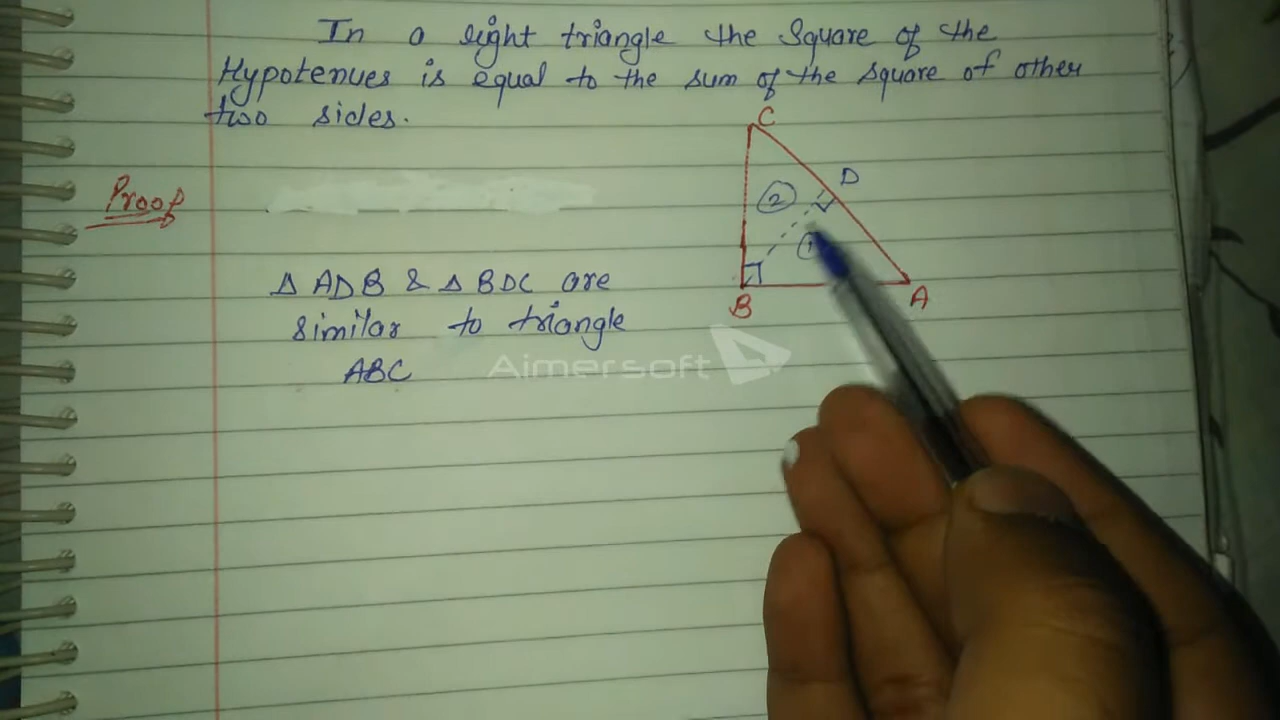 In a right triangle the Square of the
Hypotenues is equal to the sum of the square of other
two sides.
C
Proof
D
2
1
Δ ADB & Δ BDC are
B
A
similar to triangle
Aimersoft
ABC